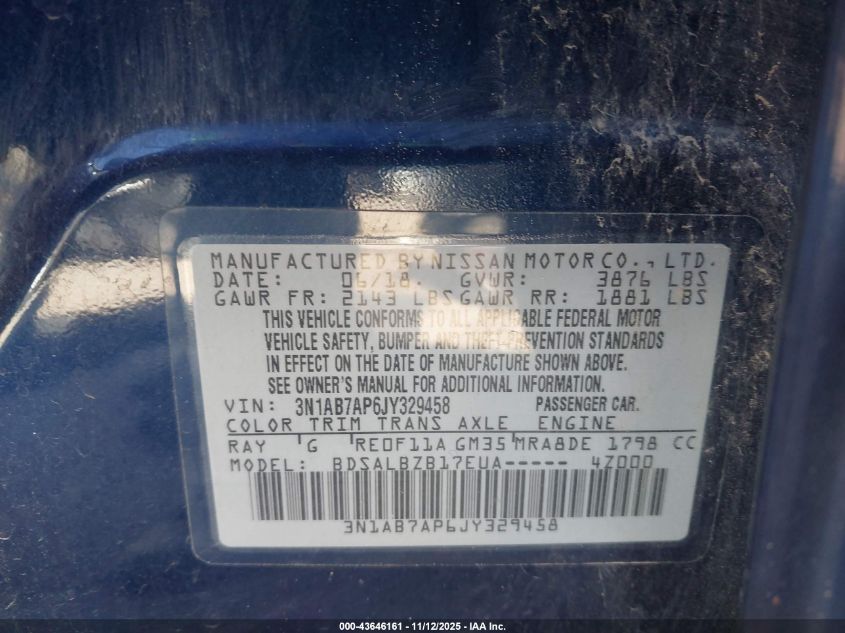 MANUFACTURED BY NISSAN MOTOR CO., LTD.
DATE: 06/18. GVWR: 3876 LBS
GAWR FR: 2143 LBS GAWR RR: 1881 LBS
THIS VEHICLE CONFORMS TO ALL APPLICABLE FEDERAL MOTOR
VEHICLE SAFETY, BUMPER AND THEFT-PREVENTION STANDARDS
IN EFFECT ON THE DATE OF MANUFACTURE SHOWN ABOVE.
SEE OWNER'S MANUAL FOR ADDITIONAL INFORMATION.
VIN: 3N1AB7AP6JY329458 PASSENGER CAR.
COLOR TRIM TRANS AXLE ENGINE
RAY G RE0F11A GM35 MRA8DE 1798 CC
MODEL: BDSALBZB17EUA----- 4Z000
3N1AB7AP6JY329458
000-43646161 - 11/12/2025 - IAA Inc.